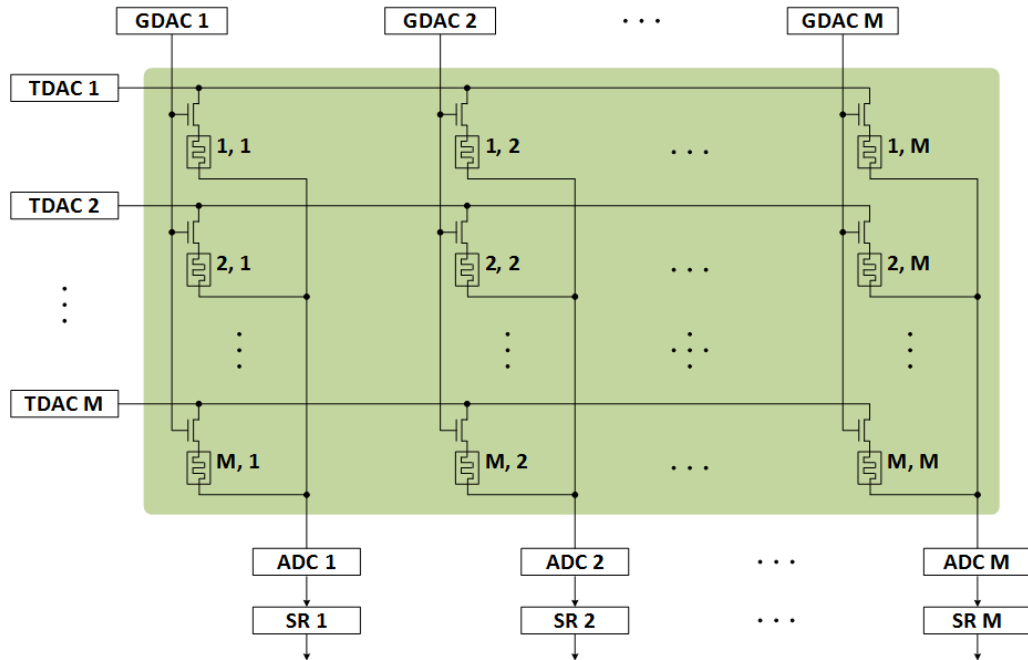 GDAC 1 GDAC 2 . . . GDAC M
TDAC 1
1, 1 1, 2 . . . 1, M
TDAC 2
2, 1 2, 2 . . . 2, M
TDAC M
M, 1 M, 2 . . . M, M
ADC 1 ADC 2 . . . ADC M
SR 1 SR 2 . . . SR M